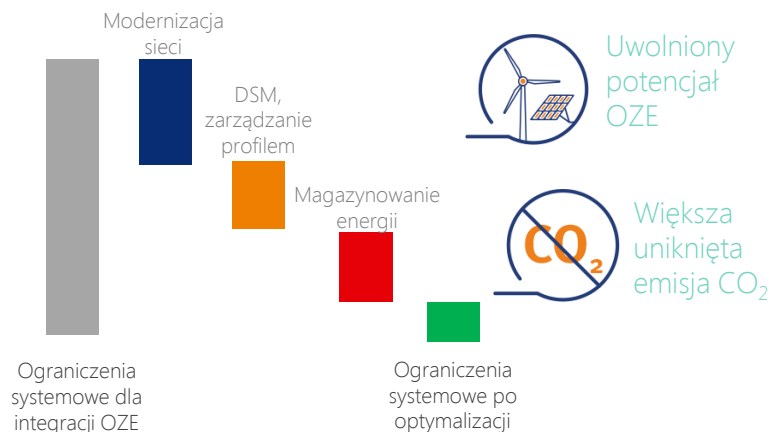 Modernizacja
sieci
DSM,
zarządzanie
profilem
Magazynowanie
energii
Ograniczenia
systemowe dla
integracji OZE
Ograniczenia
systemowe po
optymalizacji
Uwolniony
potencjał
OZE
CO₂
Większa
uniknięta
emisja CO₂